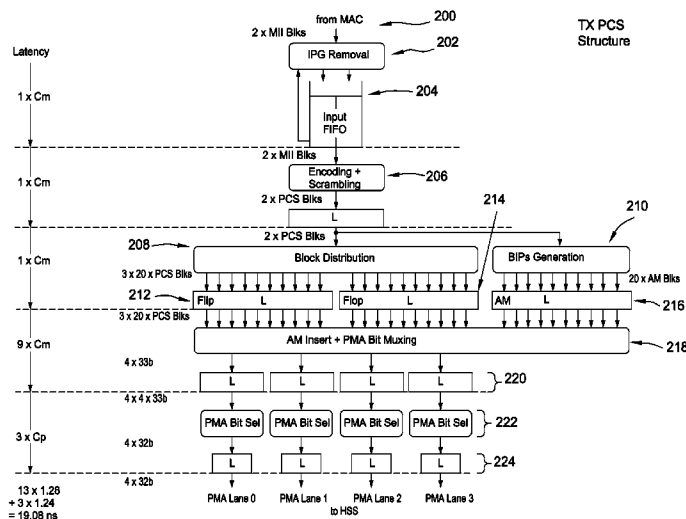 from MAC
200
TX PCS
Structure
2 x MII Blks
202
IPG Removal
Latency
204
1 x Cm
Input
FIFO
2 x MII Blks
Encoding +
Scrambling
206
1 x Cm
2 x PCS Blks
L
214
210
208
2 x PCS Blks
1 x Cm
Block Distribution
BIPs Generation
3 x 20 x PCS Blks
20 x AM Blks
212
Flip L
Flop L
AM L
216
3 x 20 x PCS Blks
AM Insert + PMA Bit Muxing
218
9 x Cm
4 x 33b
L L L L
220
4 x 4 x 33b
PMA Bit Sel PMA Bit Sel PMA Bit Sel PMA Bit Sel
222
3 x Cp
4 x 32b
L L L L
224
4 x 32b
13 x 1.28
+ 3 x 1.24
= 19.08 ns
PMA Lane 0 PMA Lane 1 PMA Lane 2 PMA Lane 3
to HSS